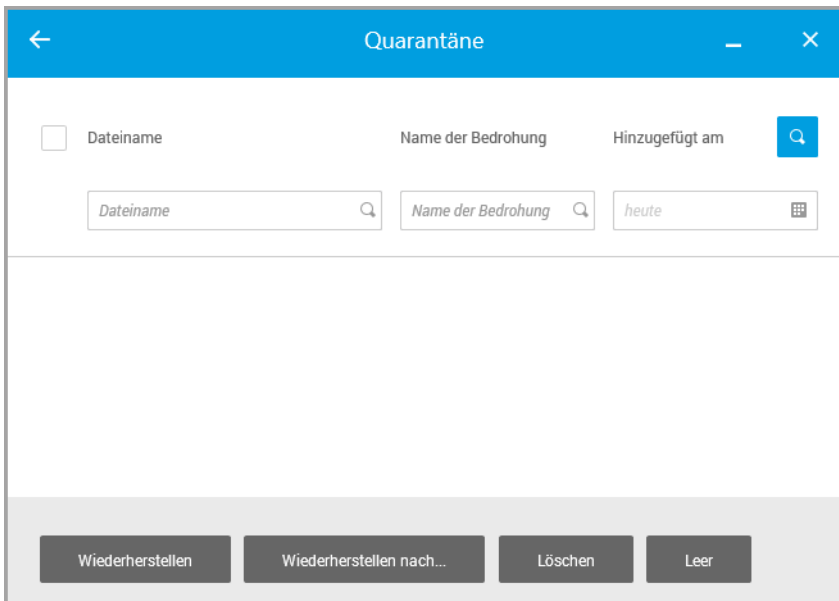 Quarantäne
Dateiname Name der Bedrohung Hinzugefügt am
Dateiname Name der Bedrohung heute
Wiederherstellen Wiederherstellen nach... Löschen Leer